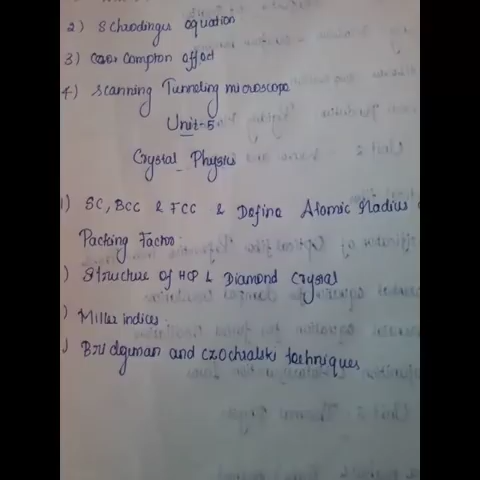 2) Schrodinger equation
3) Compton effect
4) Scanning Tunneling microscope
Unit-5
Crystal Physics
1) SC, BCC & FCC & Define Atomic Radius
Packing Factor.
) Structure OF HCP & Diamond Crystal
) Miller indices.
) Bridgman and czochralski techniques